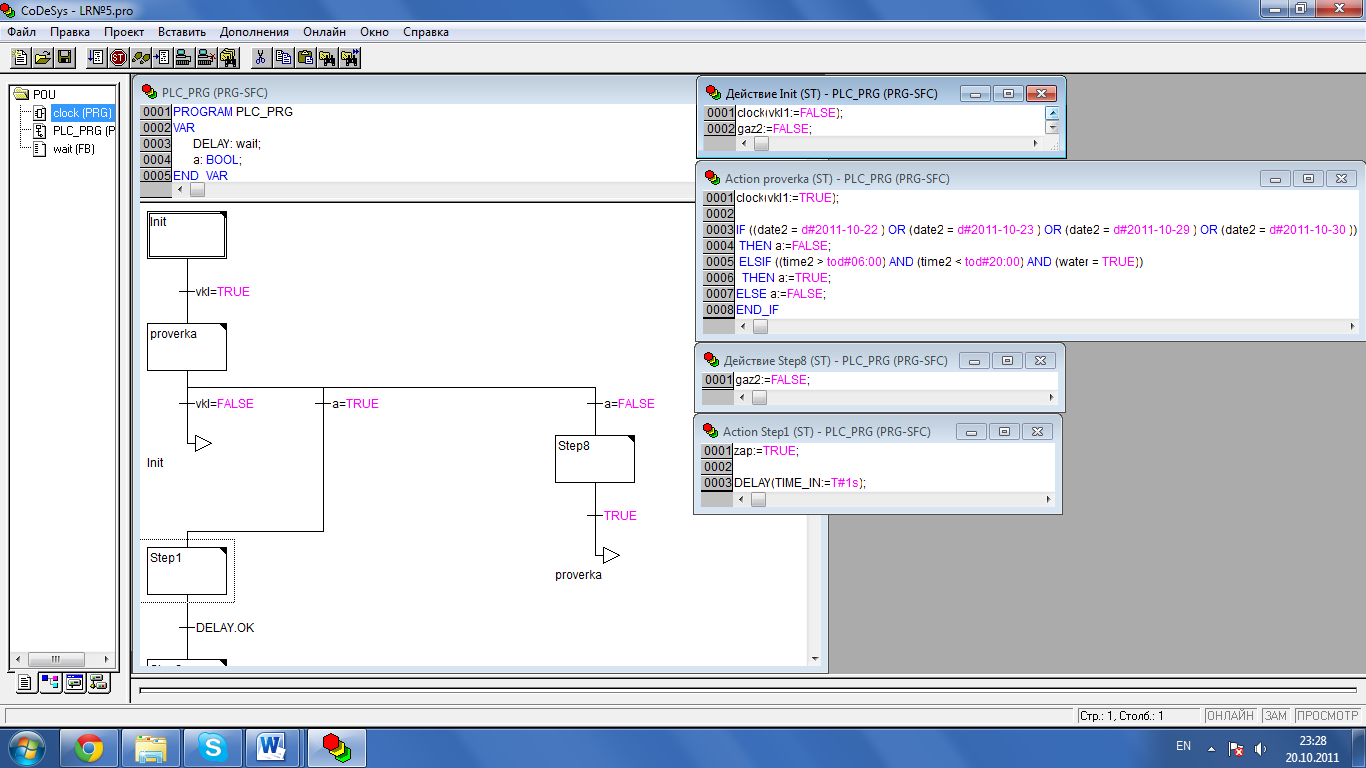 CoDeSys - LR№5.pro
Файл Правка Проект Вставить Дополнения Онлайн Окно Справка
POU
clock (PRG)
PLC_PRG (P
wait (FB)
PLC_PRG (PRG-SFC)
0001 PROGRAM PLC_PRG
0002 VAR
0003 DELAY: wait;
0004 a: BOOL;
0005 END_VAR
Init
vkl=TRUE
proverka
vkl=FALSE
a=TRUE
a=FALSE
Init
Step8
TRUE
proverka
Step1
DELAY.OK
Действие Init (ST) - PLC_PRG (PRG-SFC)
0001 clock(vkl1:=FALSE);
0002 gaz2:=FALSE;
Action proverka (ST) - PLC_PRG (PRG-SFC)
0001 clock(vkl1:=TRUE);
0002
0003 IF ((date2 = d#2011-10-22 ) OR (date2 = d#2011-10-23 ) OR (date2 = d#2011-10-29 ) OR (date2 = d#2011-10-30 ))
0004 THEN a:=FALSE;
0005 ELSIF ((time2 > tod#06:00) AND (time2 < tod#20:00) AND (water = TRUE))
0006 THEN a:=TRUE;
0007 ELSE a:=FALSE;
0008 END_IF
Действие Step8 (ST) - PLC_PRG (PRG-SFC)
0001 gaz2:=FALSE;
Action Step1 (ST) - PLC_PRG (PRG-SFC)
0001 zap:=TRUE;
0002
0003 DELAY(TIME_IN:=T#1s);
Стр.: 1, Столб.: 1
ОНЛАЙН
ЗАМ
ПРОСМОТР
EN
23:28
20.10.2011